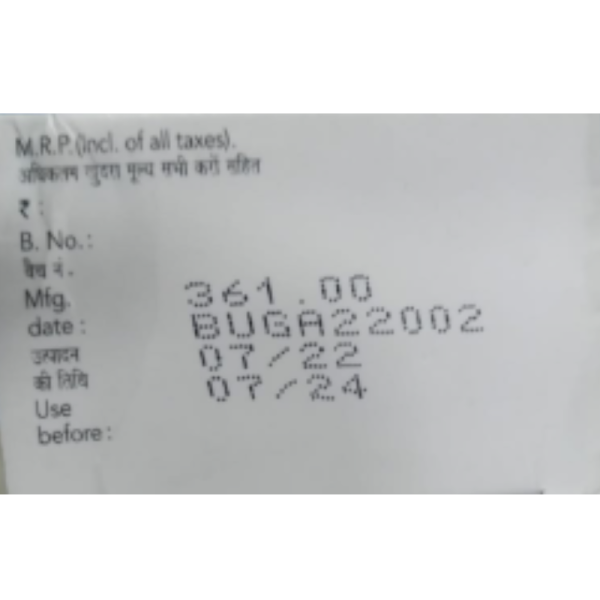 M.R.P.(incl. of all taxes).
अधिकतम खुदरा मूल्य सभी करों सहित
₹ :
B. No.:
बैच नं.
Mfg.
361.00
date:
BUGA22002
उत्पादन
07/22
की तिथि
07/24
Use
before: